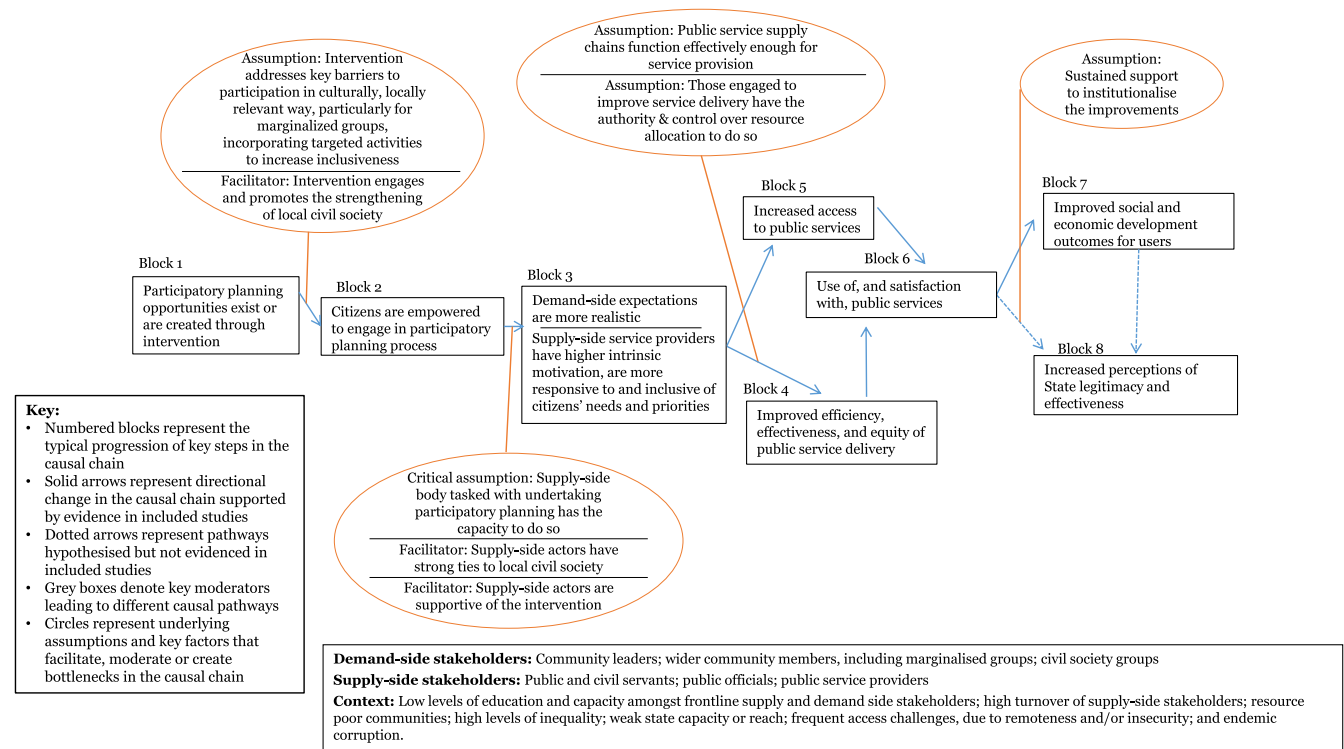 Assumption: Intervention
addresses key barriers to
participation in culturally, locally
relevant way, particularly for
marginalized groups,
incorporating targeted activities
to increase inclusiveness
Facilitator: Intervention engages
and promotes the strengthening
of local civil society
Assumption: Public service supply
chains function effectively enough for
service provision
Assumption: Those engaged to
improve service delivery have the
authority & control over resource
allocation to do so
Assumption:
Sustained support
to institutionalise
the improvements
Block 1
Participatory planning
opportunities exist or
are created through
intervention
Block 2
Citizens are empowered
to engage in participatory
planning process
Block 3
Demand-side expectations
are more realistic
Supply-side service providers
have higher intrinsic
motivation, are more
responsive to and inclusive of
citizens' needs and priorities
Block 5
Increased access
to public services
Block 4
Improved efficiency,
effectiveness, and equity of
public service delivery
Block 6
Use of, and satisfaction
with, public services
Block 7
Improved social and
economic development
outcomes for users
Block 8
Increased perceptions of
State legitimacy and
effectiveness
Critical assumption: Supply-side
body tasked with undertaking
participatory planning has the
capacity to do so
Facilitator: Supply-side actors have
strong ties to local civil society
Facilitator: Supply-side actors are
supportive of the intervention
Key:
• Numbered blocks represent the
typical progression of key steps in the
causal chain
• Solid arrows represent directional
change in the causal chain supported
by evidence in included studies
• Dotted arrows represent pathways
hypothesised but not evidenced in
included studies
• Grey boxes denote key moderators
leading to different causal pathways
• Circles represent underlying
assumptions and key factors that
facilitate, moderate or create
bottlenecks in the causal chain
Demand-side stakeholders: Community leaders; wider community members, including marginalised groups; civil society groups
Supply-side stakeholders: Public and civil servants; public officials; public service providers
Context: Low levels of education and capacity amongst frontline supply and demand side stakeholders; high turnover of supply-side stakeholders; resource
poor communities; high levels of inequality; weak state capacity or reach; frequent access challenges, due to remoteness and/or insecurity; and endemic
corruption.